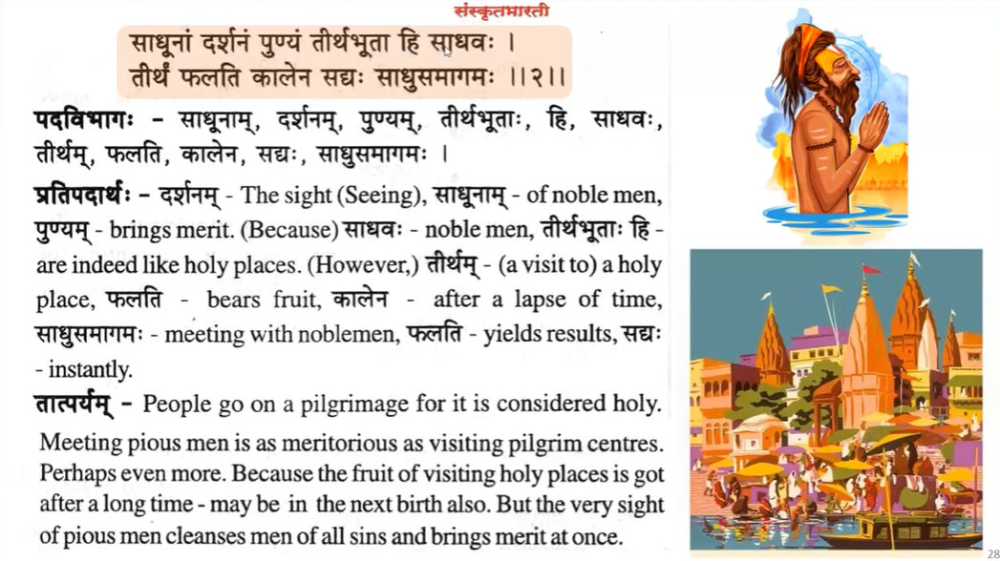 संस्कृतभारती
साधूनां दर्शनं पुण्यं तीर्थभूता हि साधवः ।
तीर्थं फलति कालेन सद्यः साधुसमागमः ।।२।।
पदविभागः – साधूनाम्, दर्शनम्, पुण्यम्, तीर्थभूताः, हि, साधवः,
तीर्थम्, फलति, कालेन, सद्यः, साधुसमागमः ।
प्रतिपदार्थः – दर्शनम् - The sight (Seeing), साधूनाम् - of noble men,
पुण्यम् - brings merit. (Because) साधवः - noble men, तीर्थभूताः हि -
are indeed like holy places. (However,) तीर्थम् - (a visit to) a holy
place, फलति - bears fruit, कालेन - after a lapse of time,
साधुसमागमः - meeting with noblemen, फलति - yields results, सद्यः
- instantly.
तात्पर्यम् – People go on a pilgrimage for it is considered holy.
Meeting pious men is as meritorious as visiting pilgrim centres.
Perhaps even more. Because the fruit of visiting holy places is got
after a long time - may be in the next birth also. But the very sight
of pious men cleanses men of all sins and brings merit at once.
28